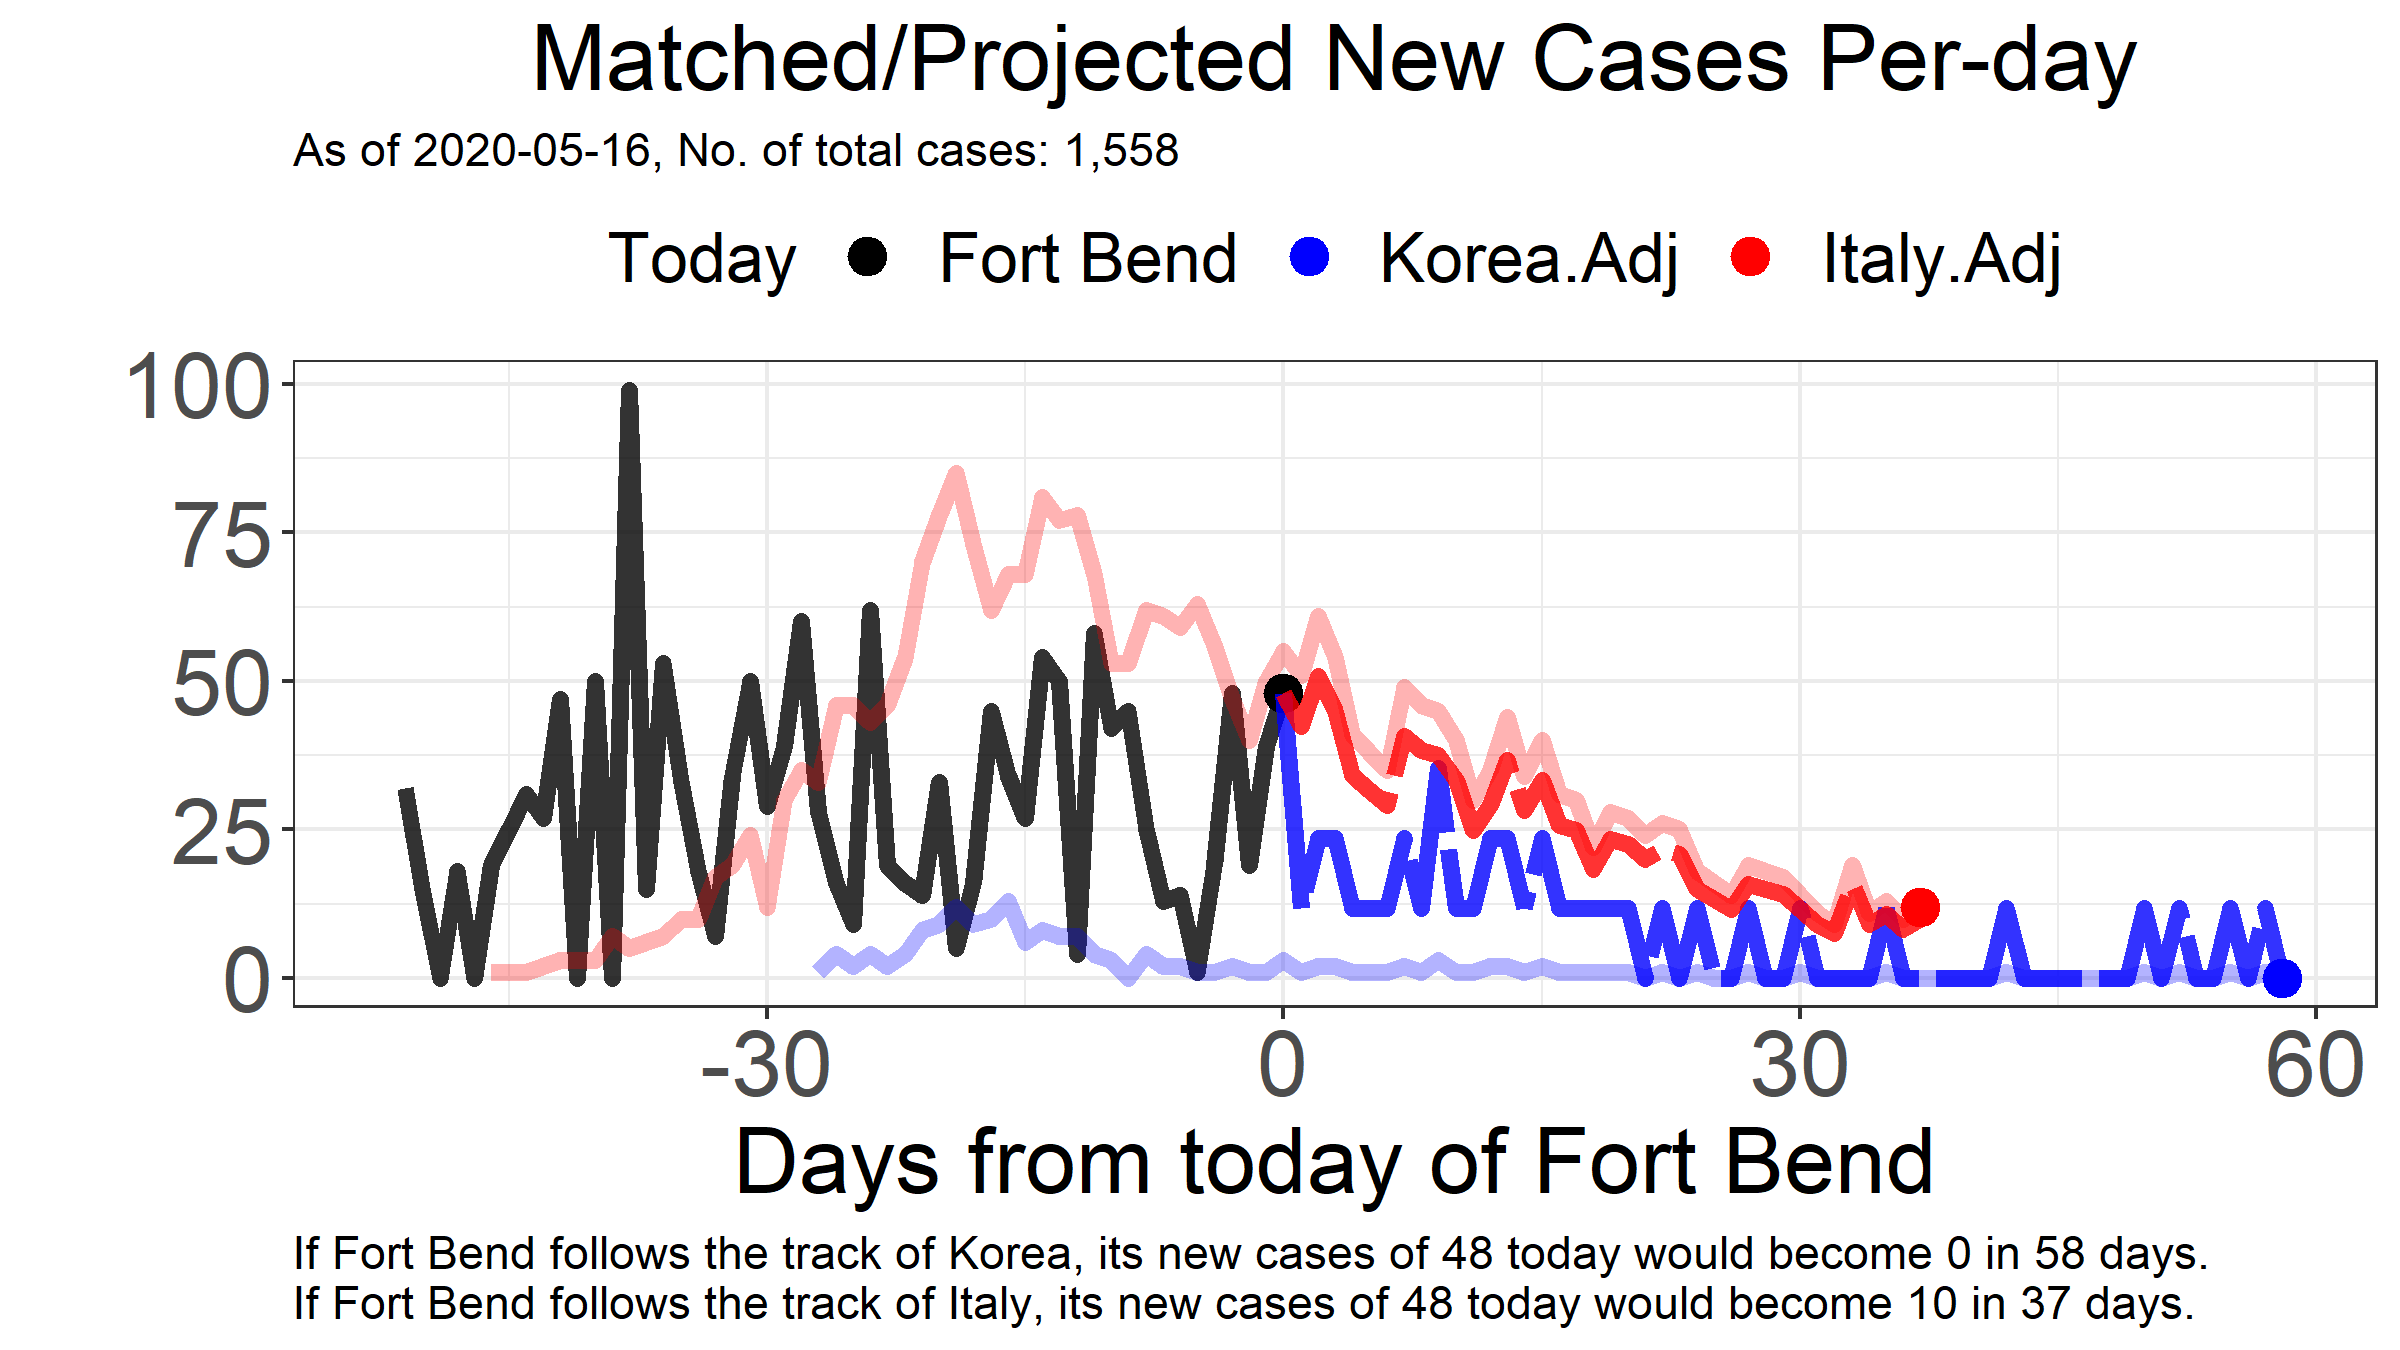 Matched/Projected New Cases Per-day
As of 2020-05-16, No. of total cases: 1,558
Today Fort Bend Korea.Adj Italy.Adj
100
75
50
25
0
-30 0 30 60
Days from today of Fort Bend
If Fort Bend follows the track of Korea, its new cases of 48 today would become 0 in 58 days.
If Fort Bend follows the track of Italy, its new cases of 48 today would become 10 in 37 days.